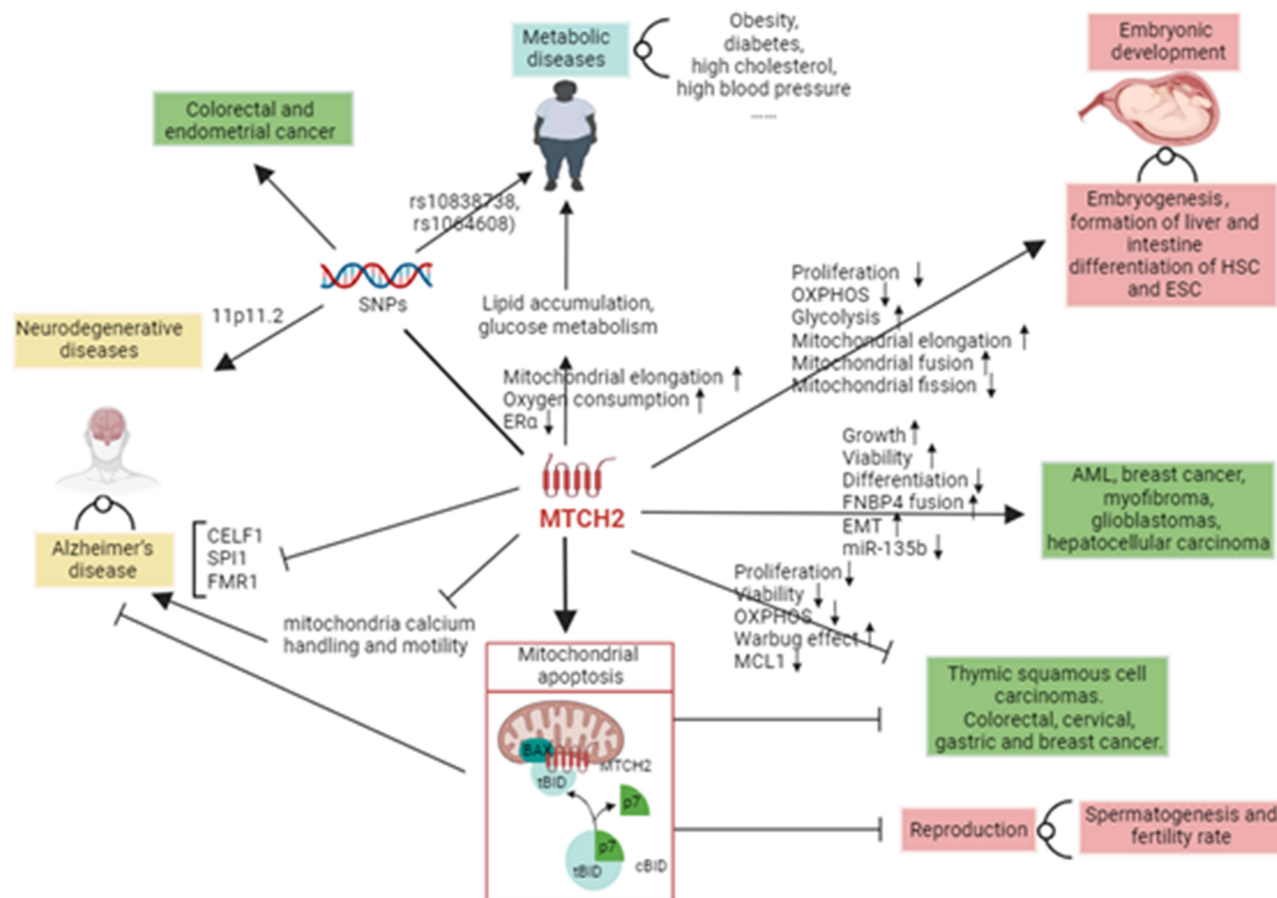 Metabolic
diseases
Obesity,
diabetes,
high cholesterol,
high blood pressure
......
Embryonic
development
Colorectal and
endometrial cancer
rs10838738,
rs1064608)
SNPs
11p11.2
Neurodegenerative
diseases
Lipid accumulation,
glucose metabolism
Mitochondrial elongation ↑
Oxygen consumption ↑
ERα ↓
Embryogenesis,
formation of liver and
intestine
differentiation of HSC
and ESC
Proliferation ↓
OXPHOS ↓
Glycolysis ↑
Mitochondrial elongation ↑
Mitochondrial fusion ↑
Mitochondrial fission ↓
MTCH2
Growth ↑
Viability ↑
Differentiation ↓
FNBP4 fusion ↑
EMT ↑
miR-135b ↓
AML, breast cancer,
myofibroma,
glioblastomas,
hepatocellular carcinoma
Alzheimer's
disease
CELF1
SPI1
FMR1
mitochondria calcium
handling and motility
Proliferation ↓
Viability ↓
OXPHOS ↓
Warbug effect ↑
MCL1 ↓
Thymic squamous cell
carcinomas.
Colorectal, cervical,
gastric and breast cancer.
Mitochondrial
apoptosis
BAX
MTCH2
tBID
p7
p7
tBID
cBID
Reproduction
Spermatogenesis and
fertility rate